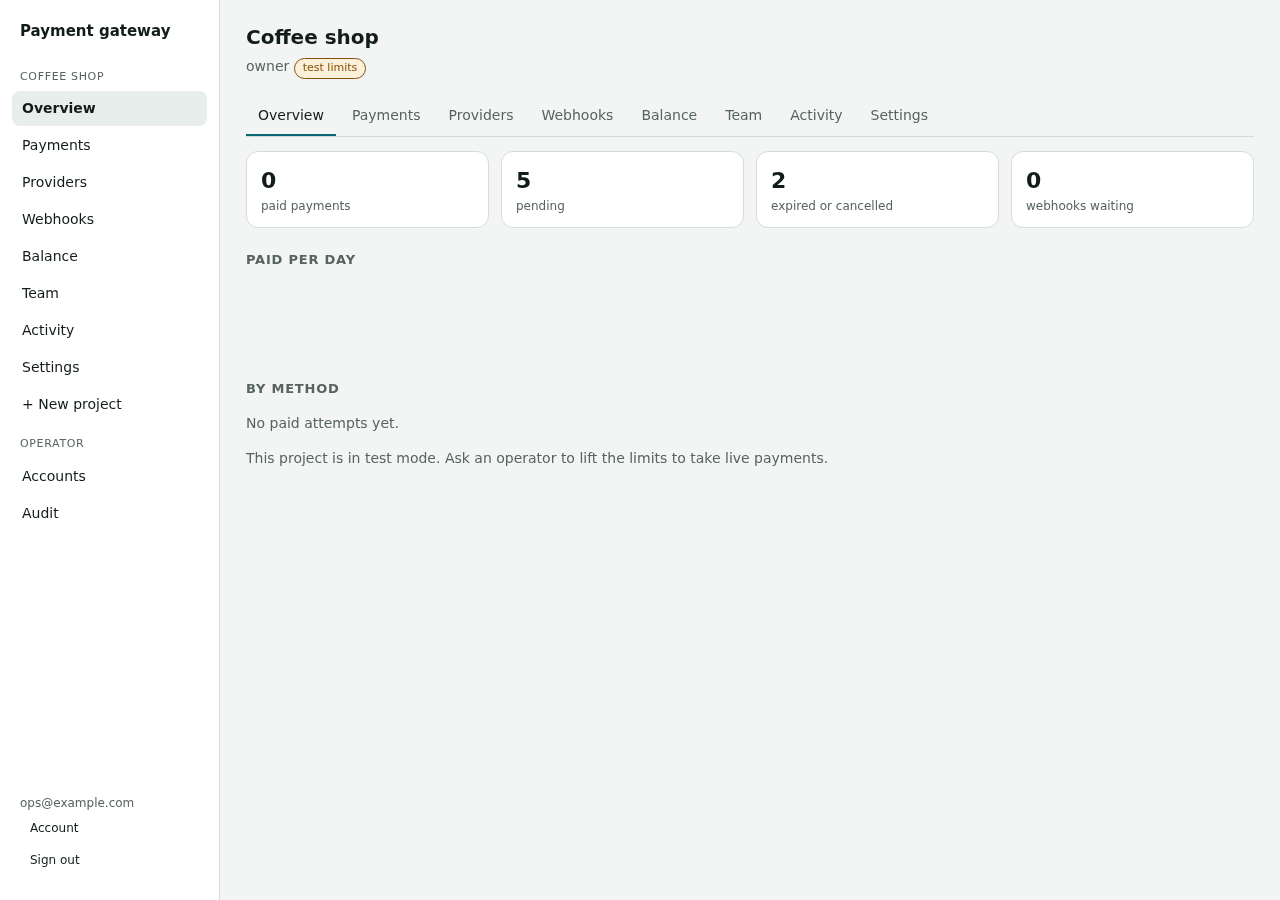 Payment gateway
COFFEE SHOP
Overview
Payments
Providers
Webhooks
Balance
Team
Activity
Settings
+ New project
OPERATOR
Accounts
Audit
ops@example.com
Account
Sign out
Coffee shop
owner test limits
Overview Payments Providers Webhooks Balance Team Activity Settings
0 5 2 0
paid payments pending expired or cancelled webhooks waiting
PAID PER DAY
BY METHOD
No paid attempts yet.
This project is in test mode. Ask an operator to lift the limits to take live payments.